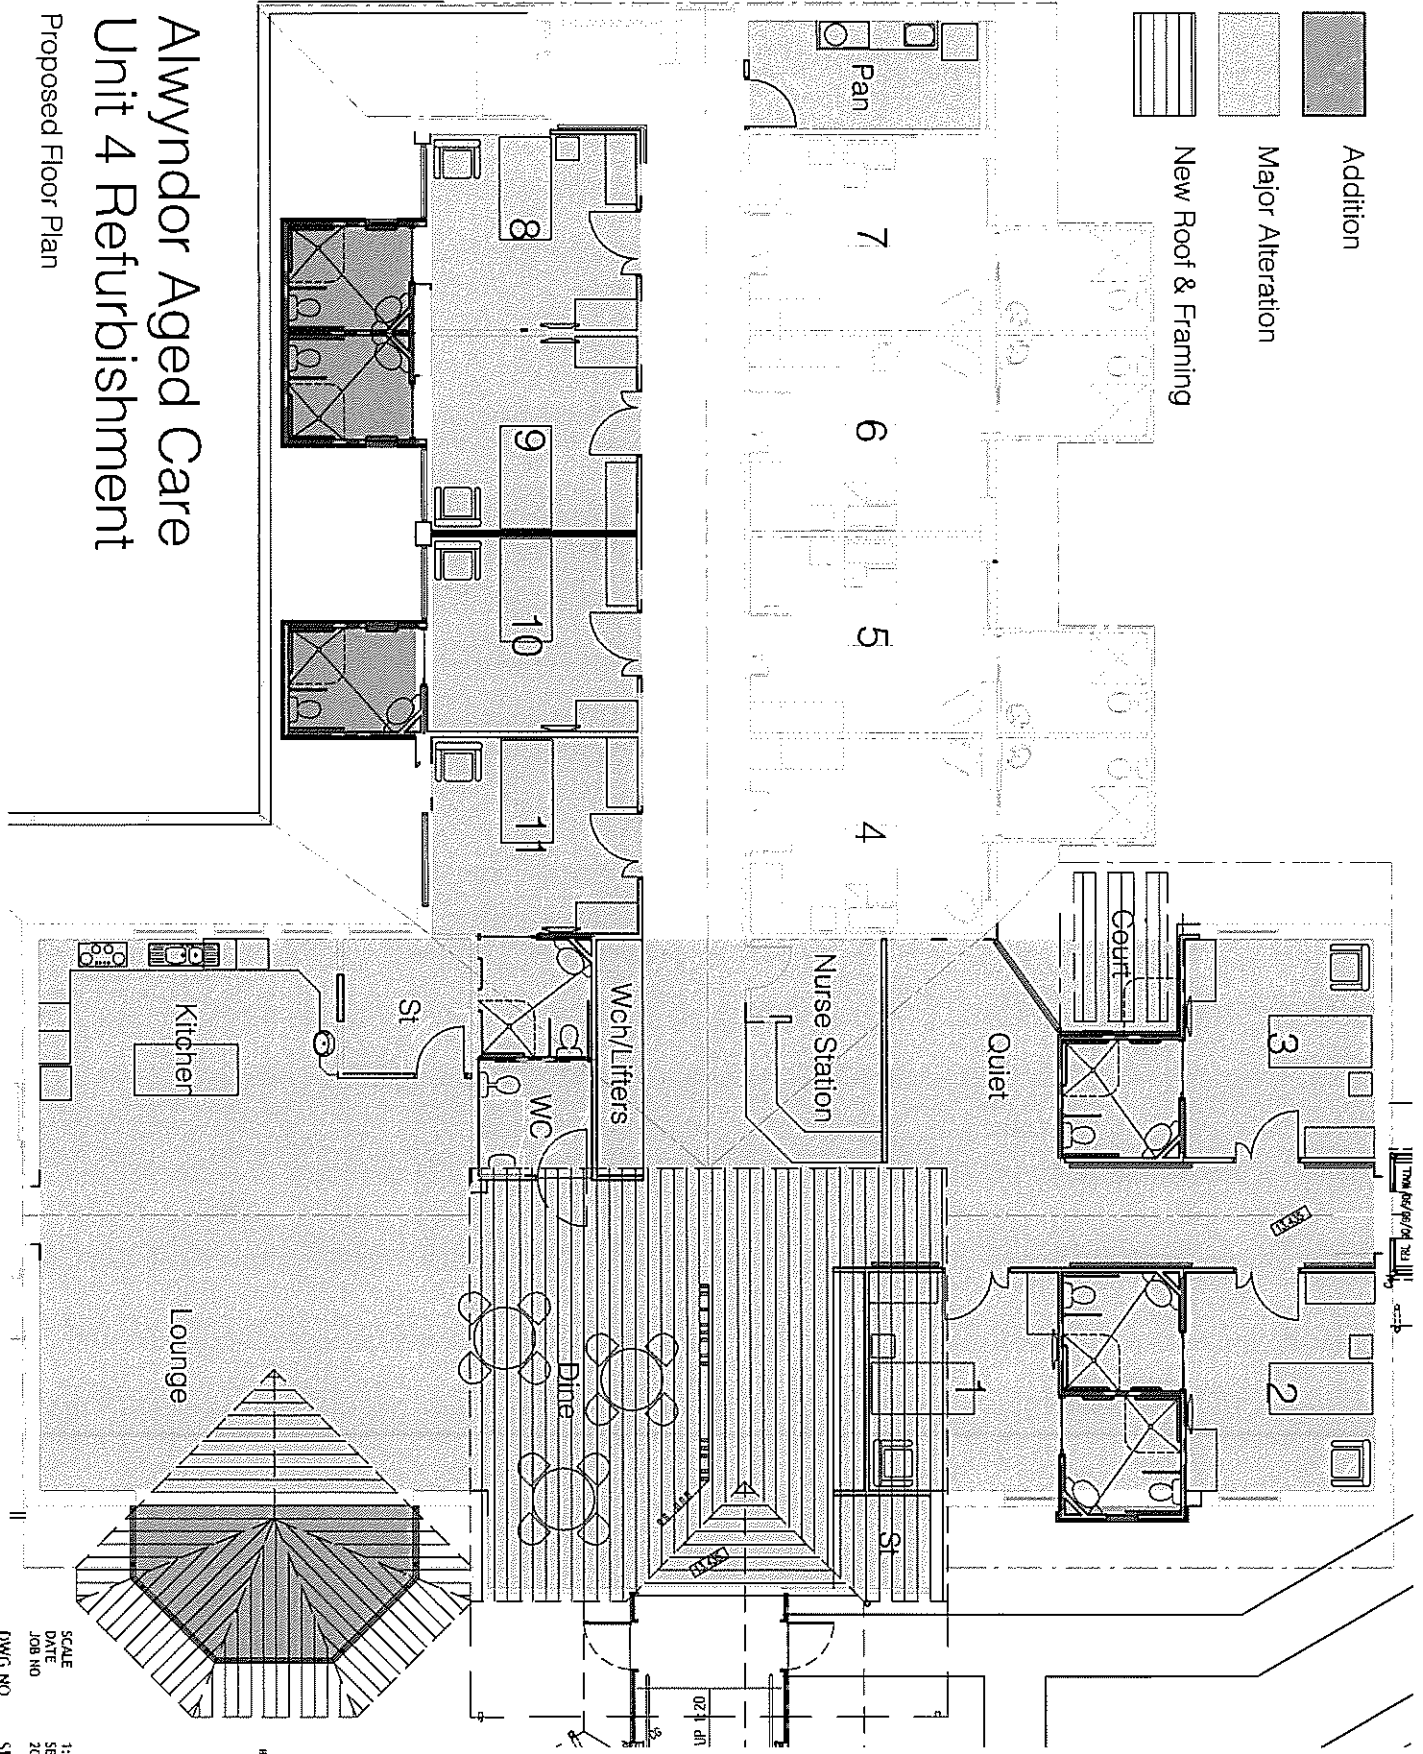 Addition
Major Alteration
New Roof & Framing
Pan
7
6
5
4
8
9
10
11
Court
3
2
1
Quiet
Nurse Station
Wch/Lifters
WC
St
Kitchen
Lounge
Dine
St
UP 1:20
Alwyndor Aged Care
Unit 4 Refurbishment
Proposed Floor Plan
SCALE
DATE
JOB NO
DWG NO